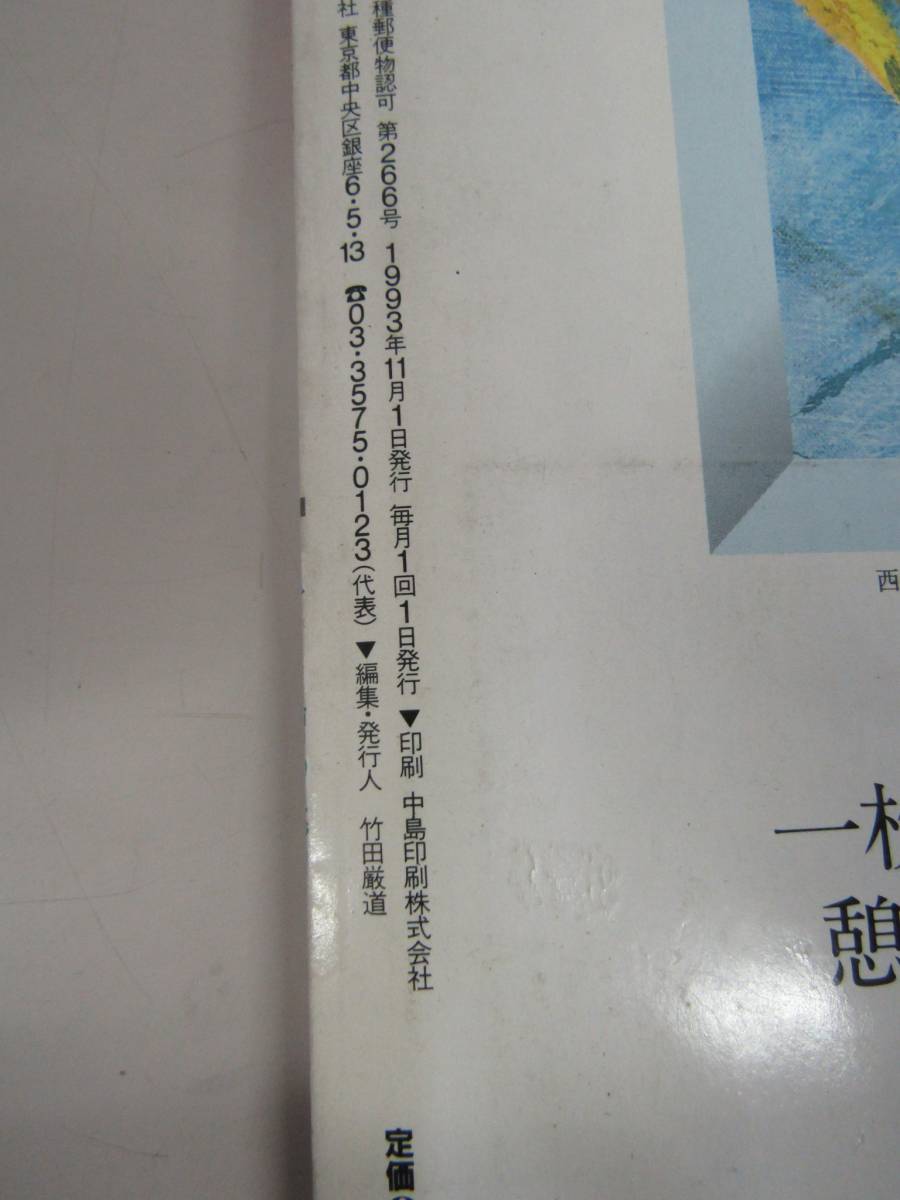 種郵便物認可 第266号 1993年11月1日発行 毎月1回1日発行 ▼印刷 中島印刷株式会社
社 東京都中央区銀座6・5・13 ☎03・3575・0123(代表) ▼編集・発行人 竹田厳道
定価
西
一枚
憩